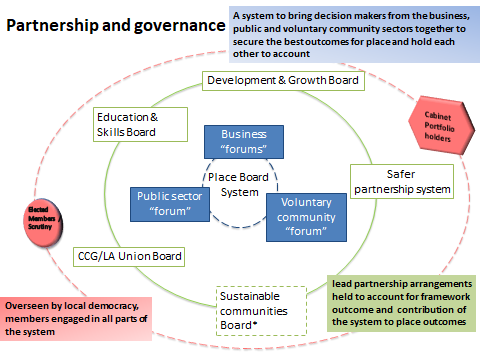 Partnership and governance
A system to bring decision makers from the business,
public and voluntary community sectors together to
secure the best outcomes for place and hold each
other to account
Development & Growth Board
Education &
Skills Board
Cabinet
Portfolio
holders
Business
“forums”
Place Board
System
Safer
partnership system
Public sector
“forum”
Voluntary
community
“forum”
Elected
Members
Scrutiny
CCG/LA Union Board
Sustainable
communities
Board*
lead partnership arrangements
held to account for framework
outcome and contribution of
the system to place outcomes
Overseen by local democracy,
members engaged in all parts of
the system